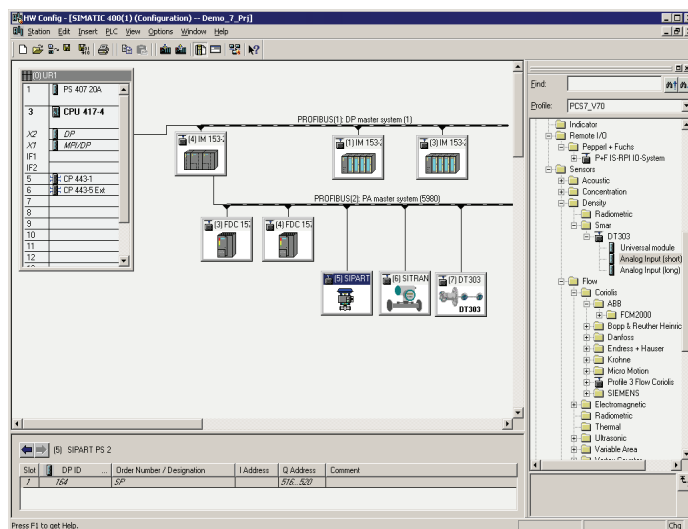 HW Config - [SIMATIC 400(1) (Configuration) -- Demo_7_Prj]
Station Edit Insert PLC View Options Window Help
(0) UR1
1 PS 407 20A
3 CPU 417-4
X2 DP
X1 MPI/DP
IF1
IF2
5 CP 443-1
6 CP 443-5 Ext
7
8
9
10
11
12
PROFIBUS(1): DP master system (1)
(4) IM 153-2
(1) IM 153-2
(3) IM 153-2
PROFIBUS(2): PA master system (5980)
(3) FDC 157
(4) FDC 157
(5) SIPART
(6) SITRAN
(7) DT303
DT303
Find:
Profile: PCS7_V70
Indicator
Remote I/O
Pepperl + Fuchs
P+F IS-RPI IO-System
Sensors
Acoustic
Concentration
Density
Radiometric
Smar
DT303
Universal module
Analog Input (short)
Analog Input (long)
Flow
Coriolis
ABB
FCM2000
Bopp & Reuther Heinric
Danfoss
Endress + Hauser
Krohne
Micro Motion
Profile 3 Flow Coriolis
SIEMENS
Electromagnetic
Radiometric
Thermal
Ultrasonic
Variable Area
Vortex Counter
(5) SIPART PS 2
Slot DP ID ... Order Number / Designation I Address Q Address Comment
1 164 SP 516...520
Press F1 to get Help.
Chg